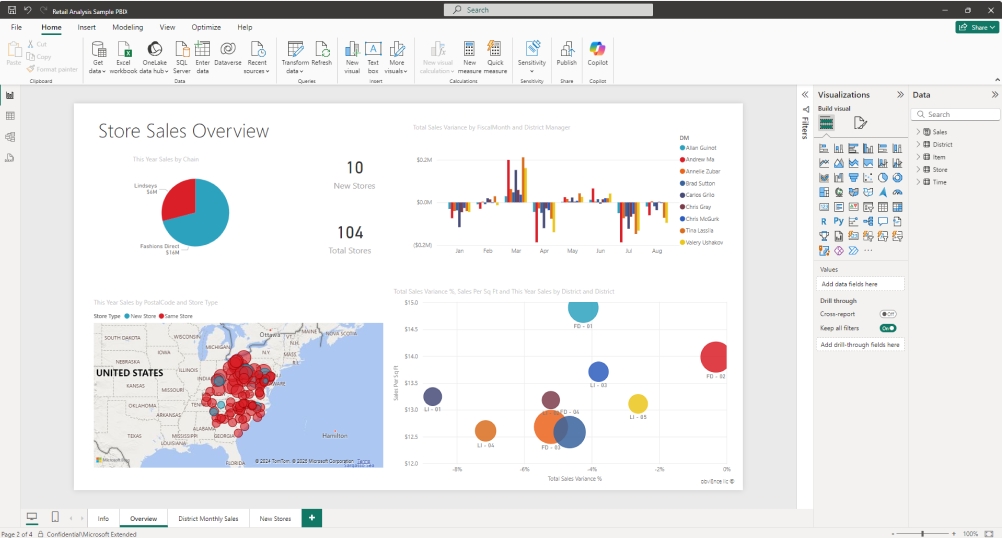 Retail Analysis Sample PBIX
Search
File Home Insert Modeling View Optimize Help
Share
Paste
Cut
Copy
Format painter
Clipboard
Get data
Excel workbook
OneLake data hub
SQL Server
Enter data
Dataverse
Recent sources
Data
Transform data
Refresh
Queries
New visual
Text box
More visuals
Insert
New visual calculation
New measure
Quick measure
Calculations
Sensitivity
Sensitivity
Publish
Share
Copilot
Copilot
Store Sales Overview
This Year Sales by Chain
Lindseys
$6M
Fashions Direct
$16M
10
New Stores
104
Total Stores
Total Sales Variance by FiscalMonth and District Manager
$0.2M
$0.0M
($0.2M)
Jan Feb Mar Apr May Jun Jul Aug
DM
Allan Guinot
Andrew Ma
Annelie Zubar
Brad Sutton
Carlos Grilo
Chris Gray
Chris McGurk
Tina Lassila
Valery Ushakov
This Year Sales by PostalCode and Store Type
Store Type New Store Same Store
SOUTH DAKOTA
WISCONSIN
MICHIGAN
Ottawa
MAINE
NOVA SCOTIA
N.H.
N.Y.
MASS.
R.I.
IOWA
NEBRASKA
ILLINOIS
UNITED STATES
KANSAS
MISSOURI
OKLAHOMA
ARKANSAS
TEXAS
MISSISSIPPI
LOUISIANA
ALABAMA
GEORGIA
FLORIDA
Hamilton
Microsoft
© 2024 TomTom, © 2025 Microsoft Corporation Terms
Total Sales Variance %, Sales Per Sq Ft and This Year Sales by District and District
Sales Per Sq Ft
$15.0
$14.5
$14.0
$13.5
$13.0
$12.5
$12.0
FD - 01
FD - 02
LI - 03
LI - 01
LI - 05
FD - 04
LI - 04
FD - 03
-8% -6% -4% -2% 0%
Total Sales Variance %
obviEnce llc ©
Filters
Visualizations
Build visual
Values
Add data fields here
Drill through
Cross-report
Off
Keep all filters
On
Add drill-through fields here
Data
Search
Sales
District
Item
Store
Time
Info Overview District Monthly Sales New Stores
Page 2 of 4 Confidential\Microsoft Extended
100%